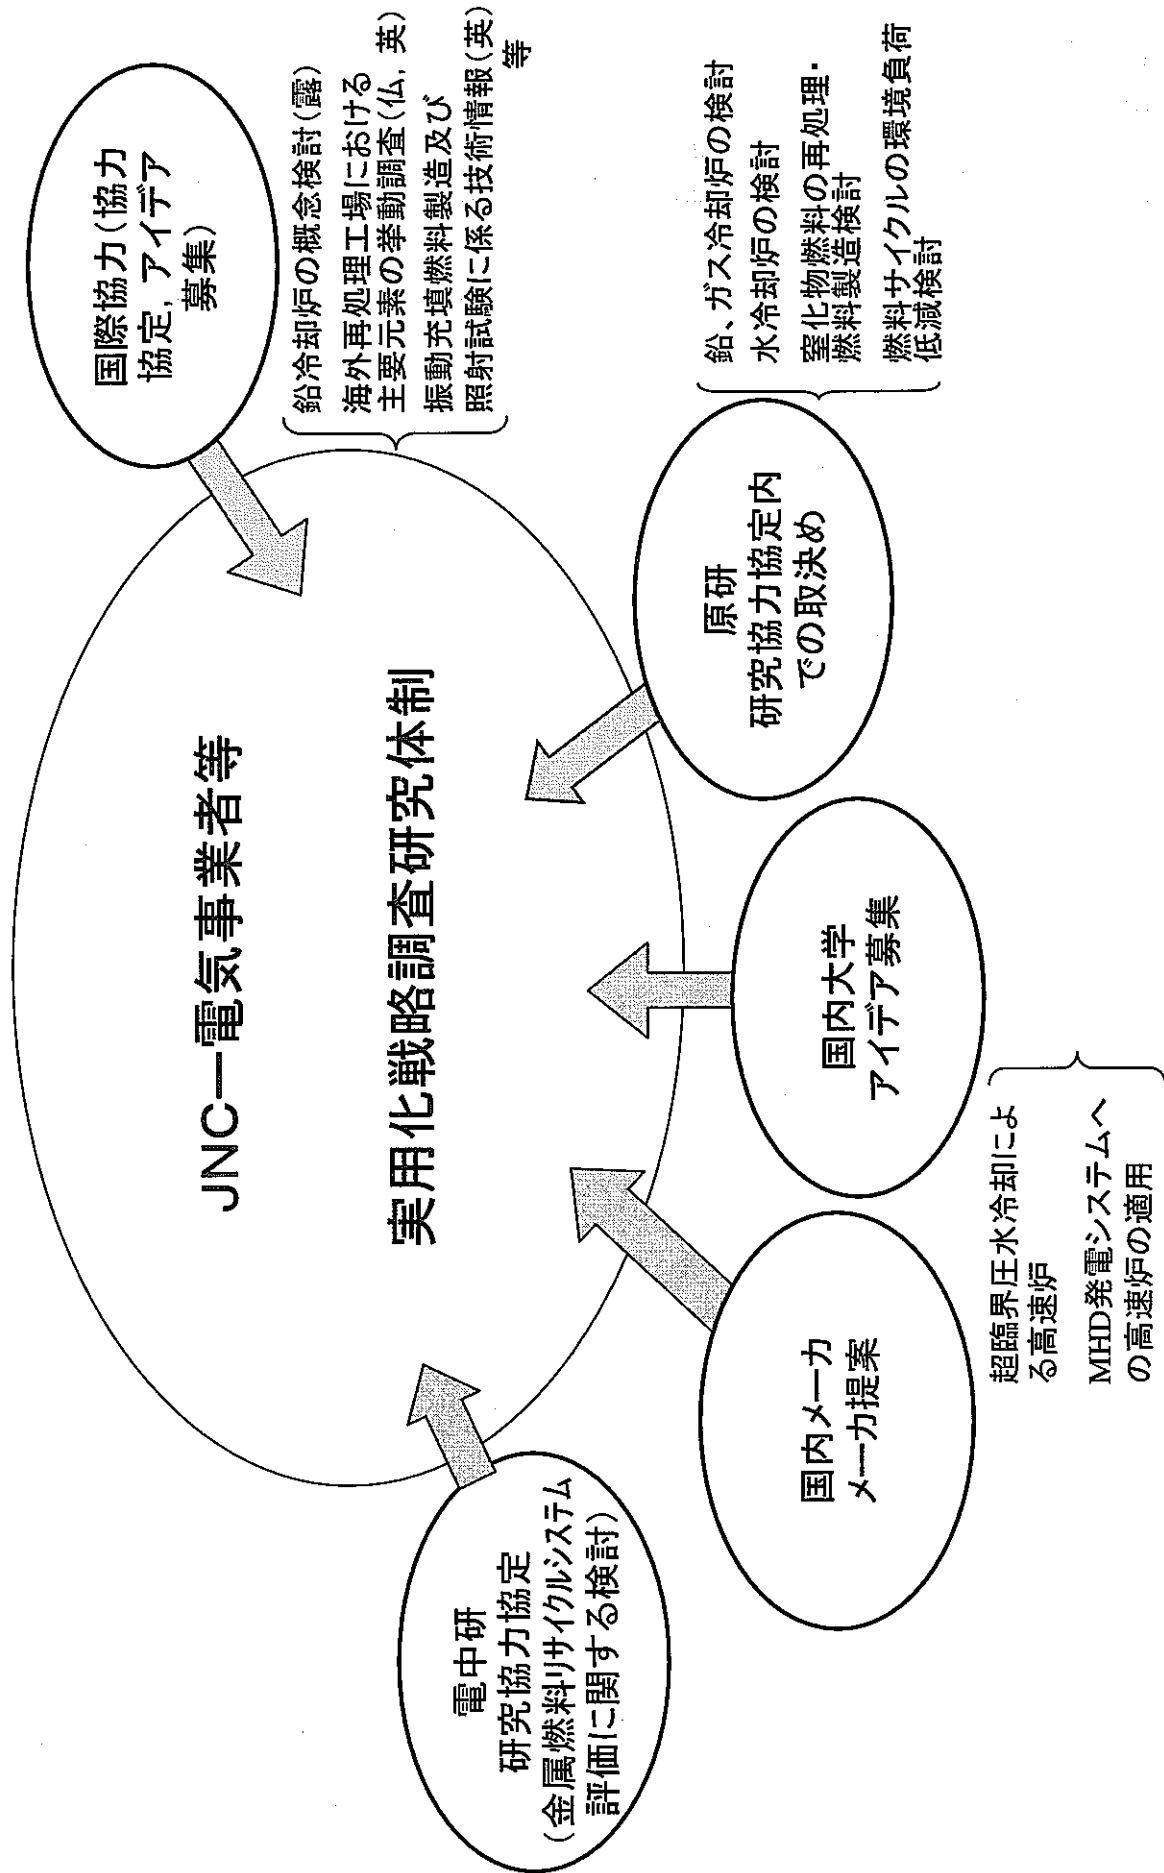 JNC一電気事業者等
実用化戦略調査研究体制
国際協力(協力
協定, アイデア
募集)
鉛冷却炉の概念検討(露)
海外再処理工場における
主要元素の挙動調査(仏, 英)
振動充填燃料製造及び
照射試験に係る技術情報(英)
等
電中研
研究協力協定
(金属燃料リサイクルシステム
評価に関する検討)
国内メーカ
メーカ提案
国内大学
アイデア募集
原研
研究協力協定内
での取決め
鉛、ガス冷却炉の検討
水冷却炉の検討
窒化物燃料の再処理・
燃料製造検討
燃料サイクルの環境負荷
低減検討
超臨界圧水冷却によ
る高速炉
MHD発電システムへ
の高速炉の適用